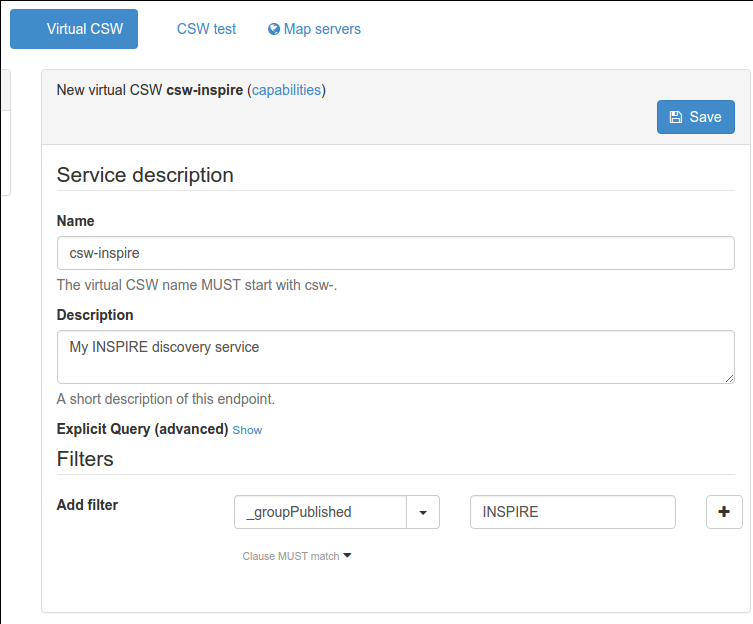 Virtual CSW CSW test Map servers
New virtual CSW csw-inspire (capabilities)
Save
Service description
Name
csw-inspire
The virtual CSW name MUST start with csw-.
Description
My INSPIRE discovery service
A short description of this endpoint.
Explicit Query (advanced) Show
Filters
Add filter _groupPublished INSPIRE
Clause MUST match